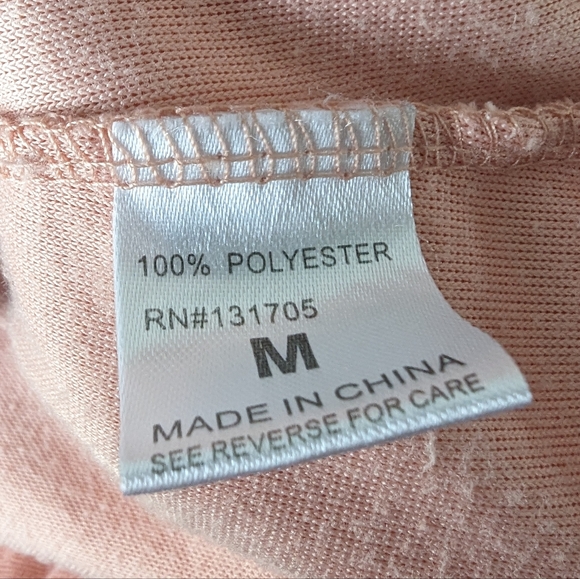 100% POLYESTER
RN#131705
M
MADE IN CHINA
SEE REVERSE FOR CARE